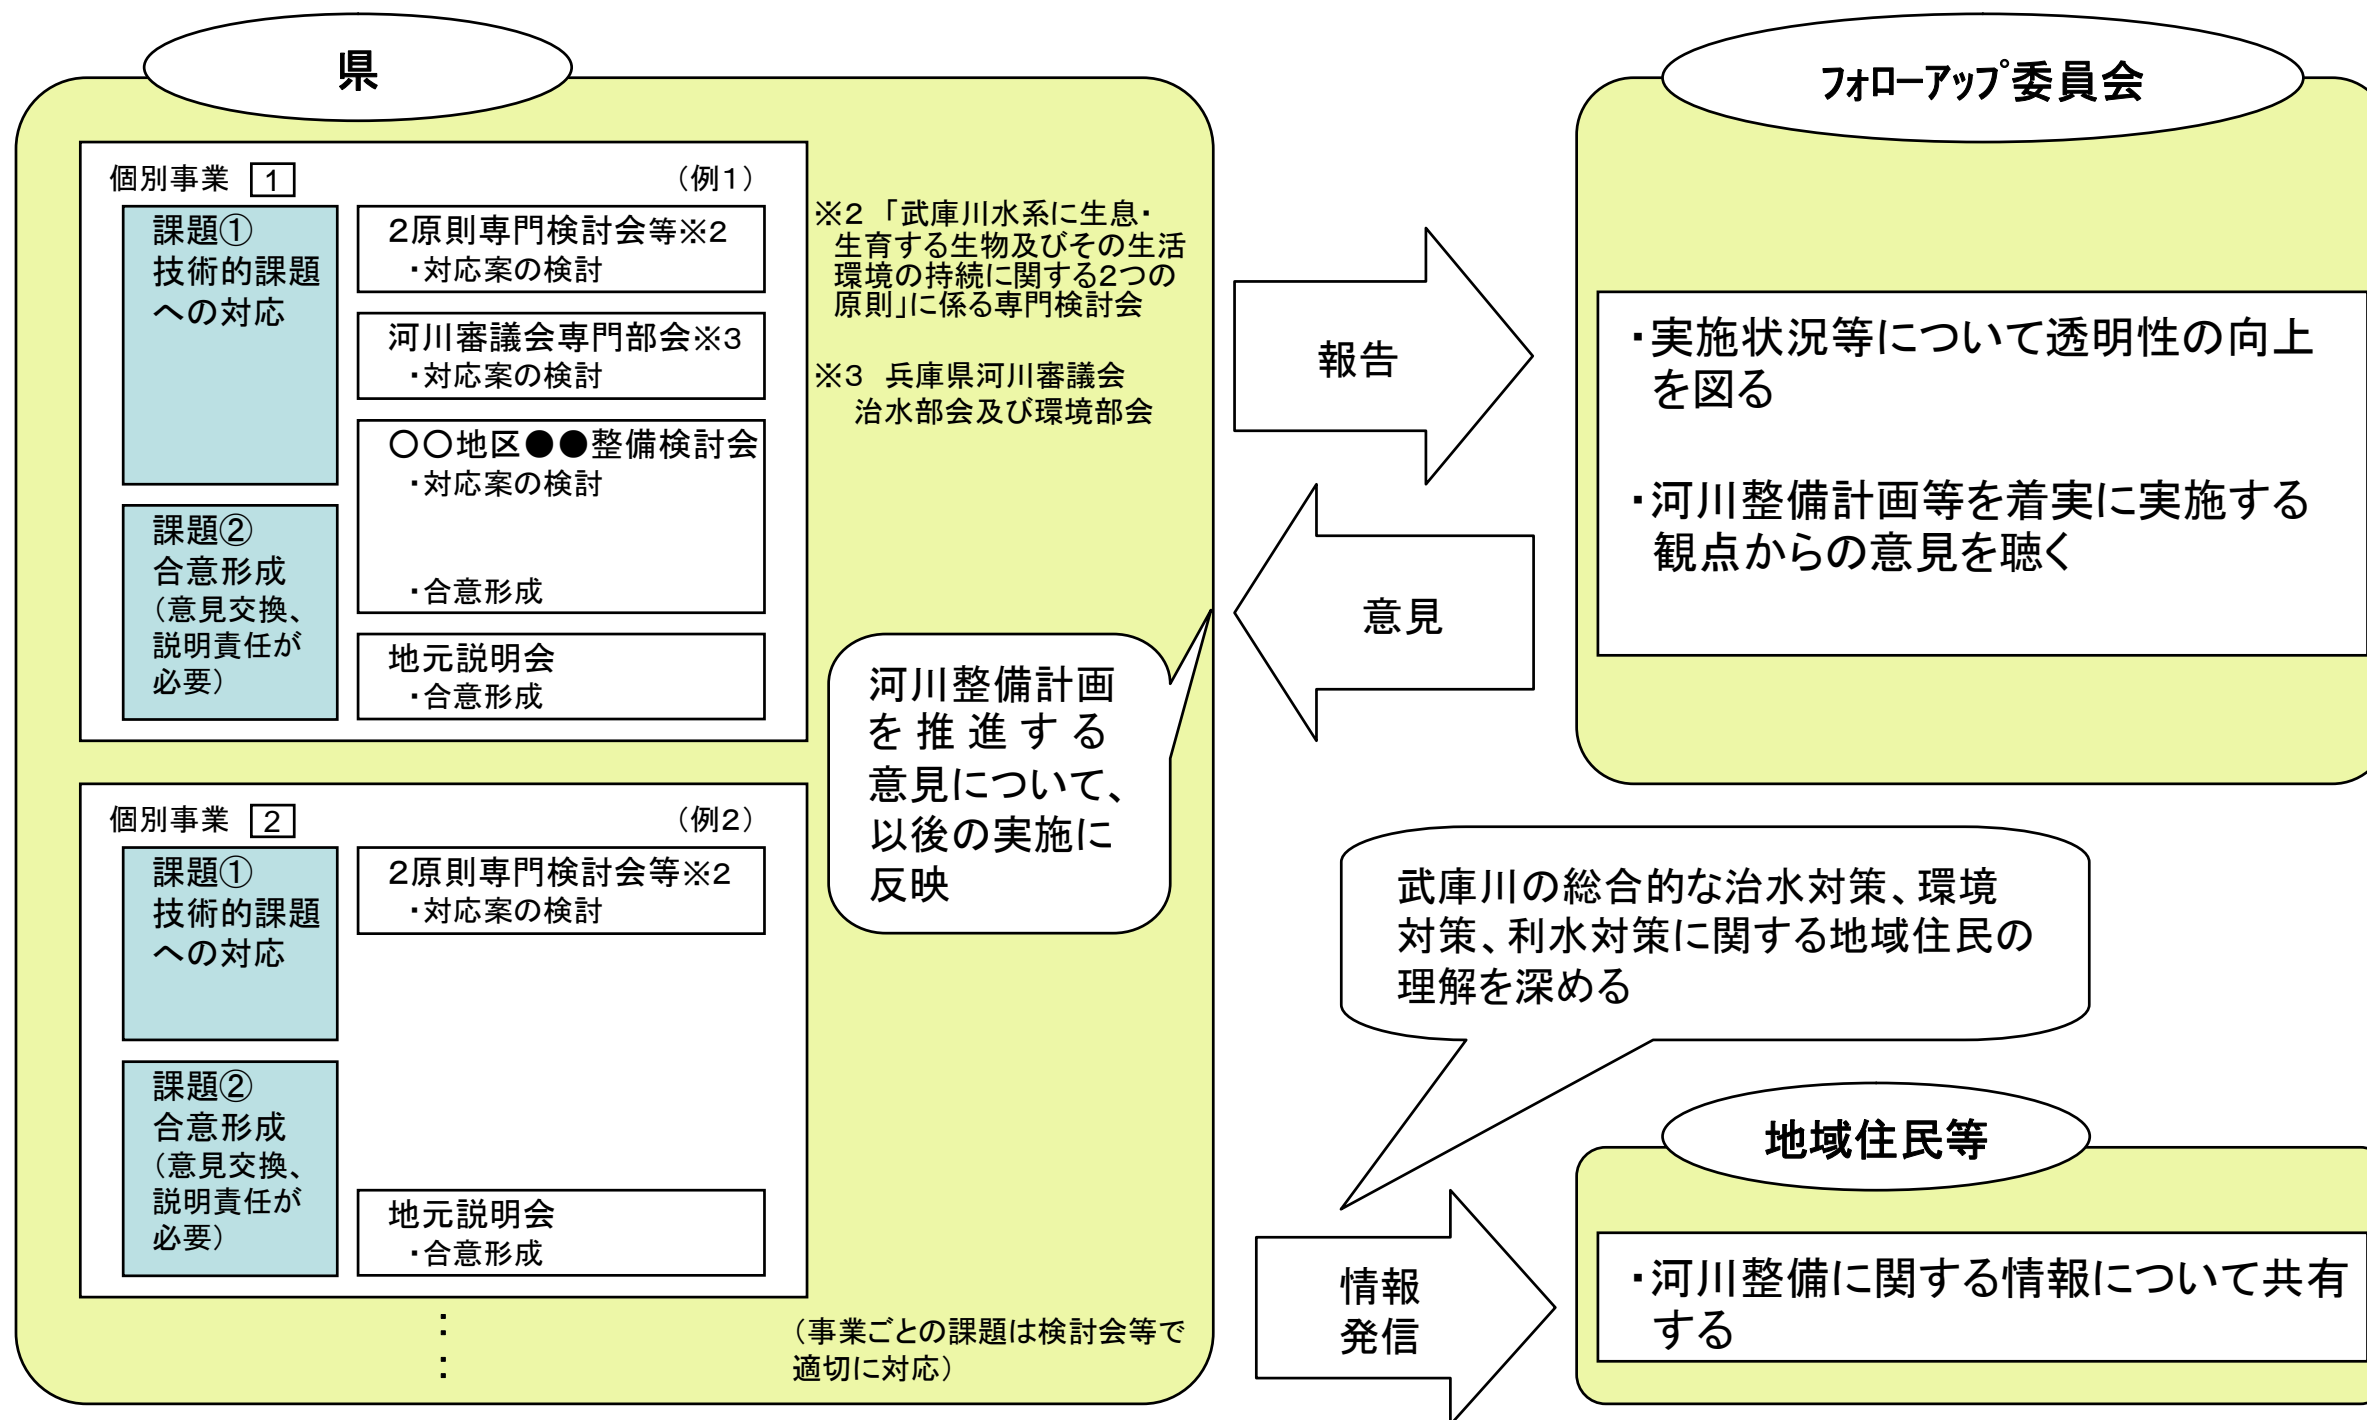 県
個別事業 1 （例１）
課題①
技術的課題
への対応
２原則専門検討会等※２
・対応案の検討
河川審議会専門部会※３
・対応案の検討
〇〇地区●●整備検討会
・対応案の検討
・合意形成
課題②
合意形成
（意見交換、
説明責任が
必要）
地元説明会
・合意形成
※２ 「武庫川水系に生息・
生育する生物及びその生活
環境の持続に関する２つの
原則」に係る専門検討会
※３ 兵庫県河川審議会
治水部会及び環境部会
河川整備計画
を推進する
意見について、
以後の実施に
反映
個別事業 2 （例２）
課題①
技術的課題
への対応
２原則専門検討会等※２
・対応案の検討
課題②
合意形成
（意見交換、
説明責任が
必要）
地元説明会
・合意形成
：
：
（事業ごとの課題は検討会等で
適切に対応）
報告
意見
フォローアップ委員会
・実施状況等について透明性の向上
を図る
・河川整備計画等を着実に実施する
観点からの意見を聴く
武庫川の総合的な治水対策、環境
対策、利水対策に関する地域住民の
理解を深める
情報
発信
地域住民等
・河川整備に関する情報について共有
する